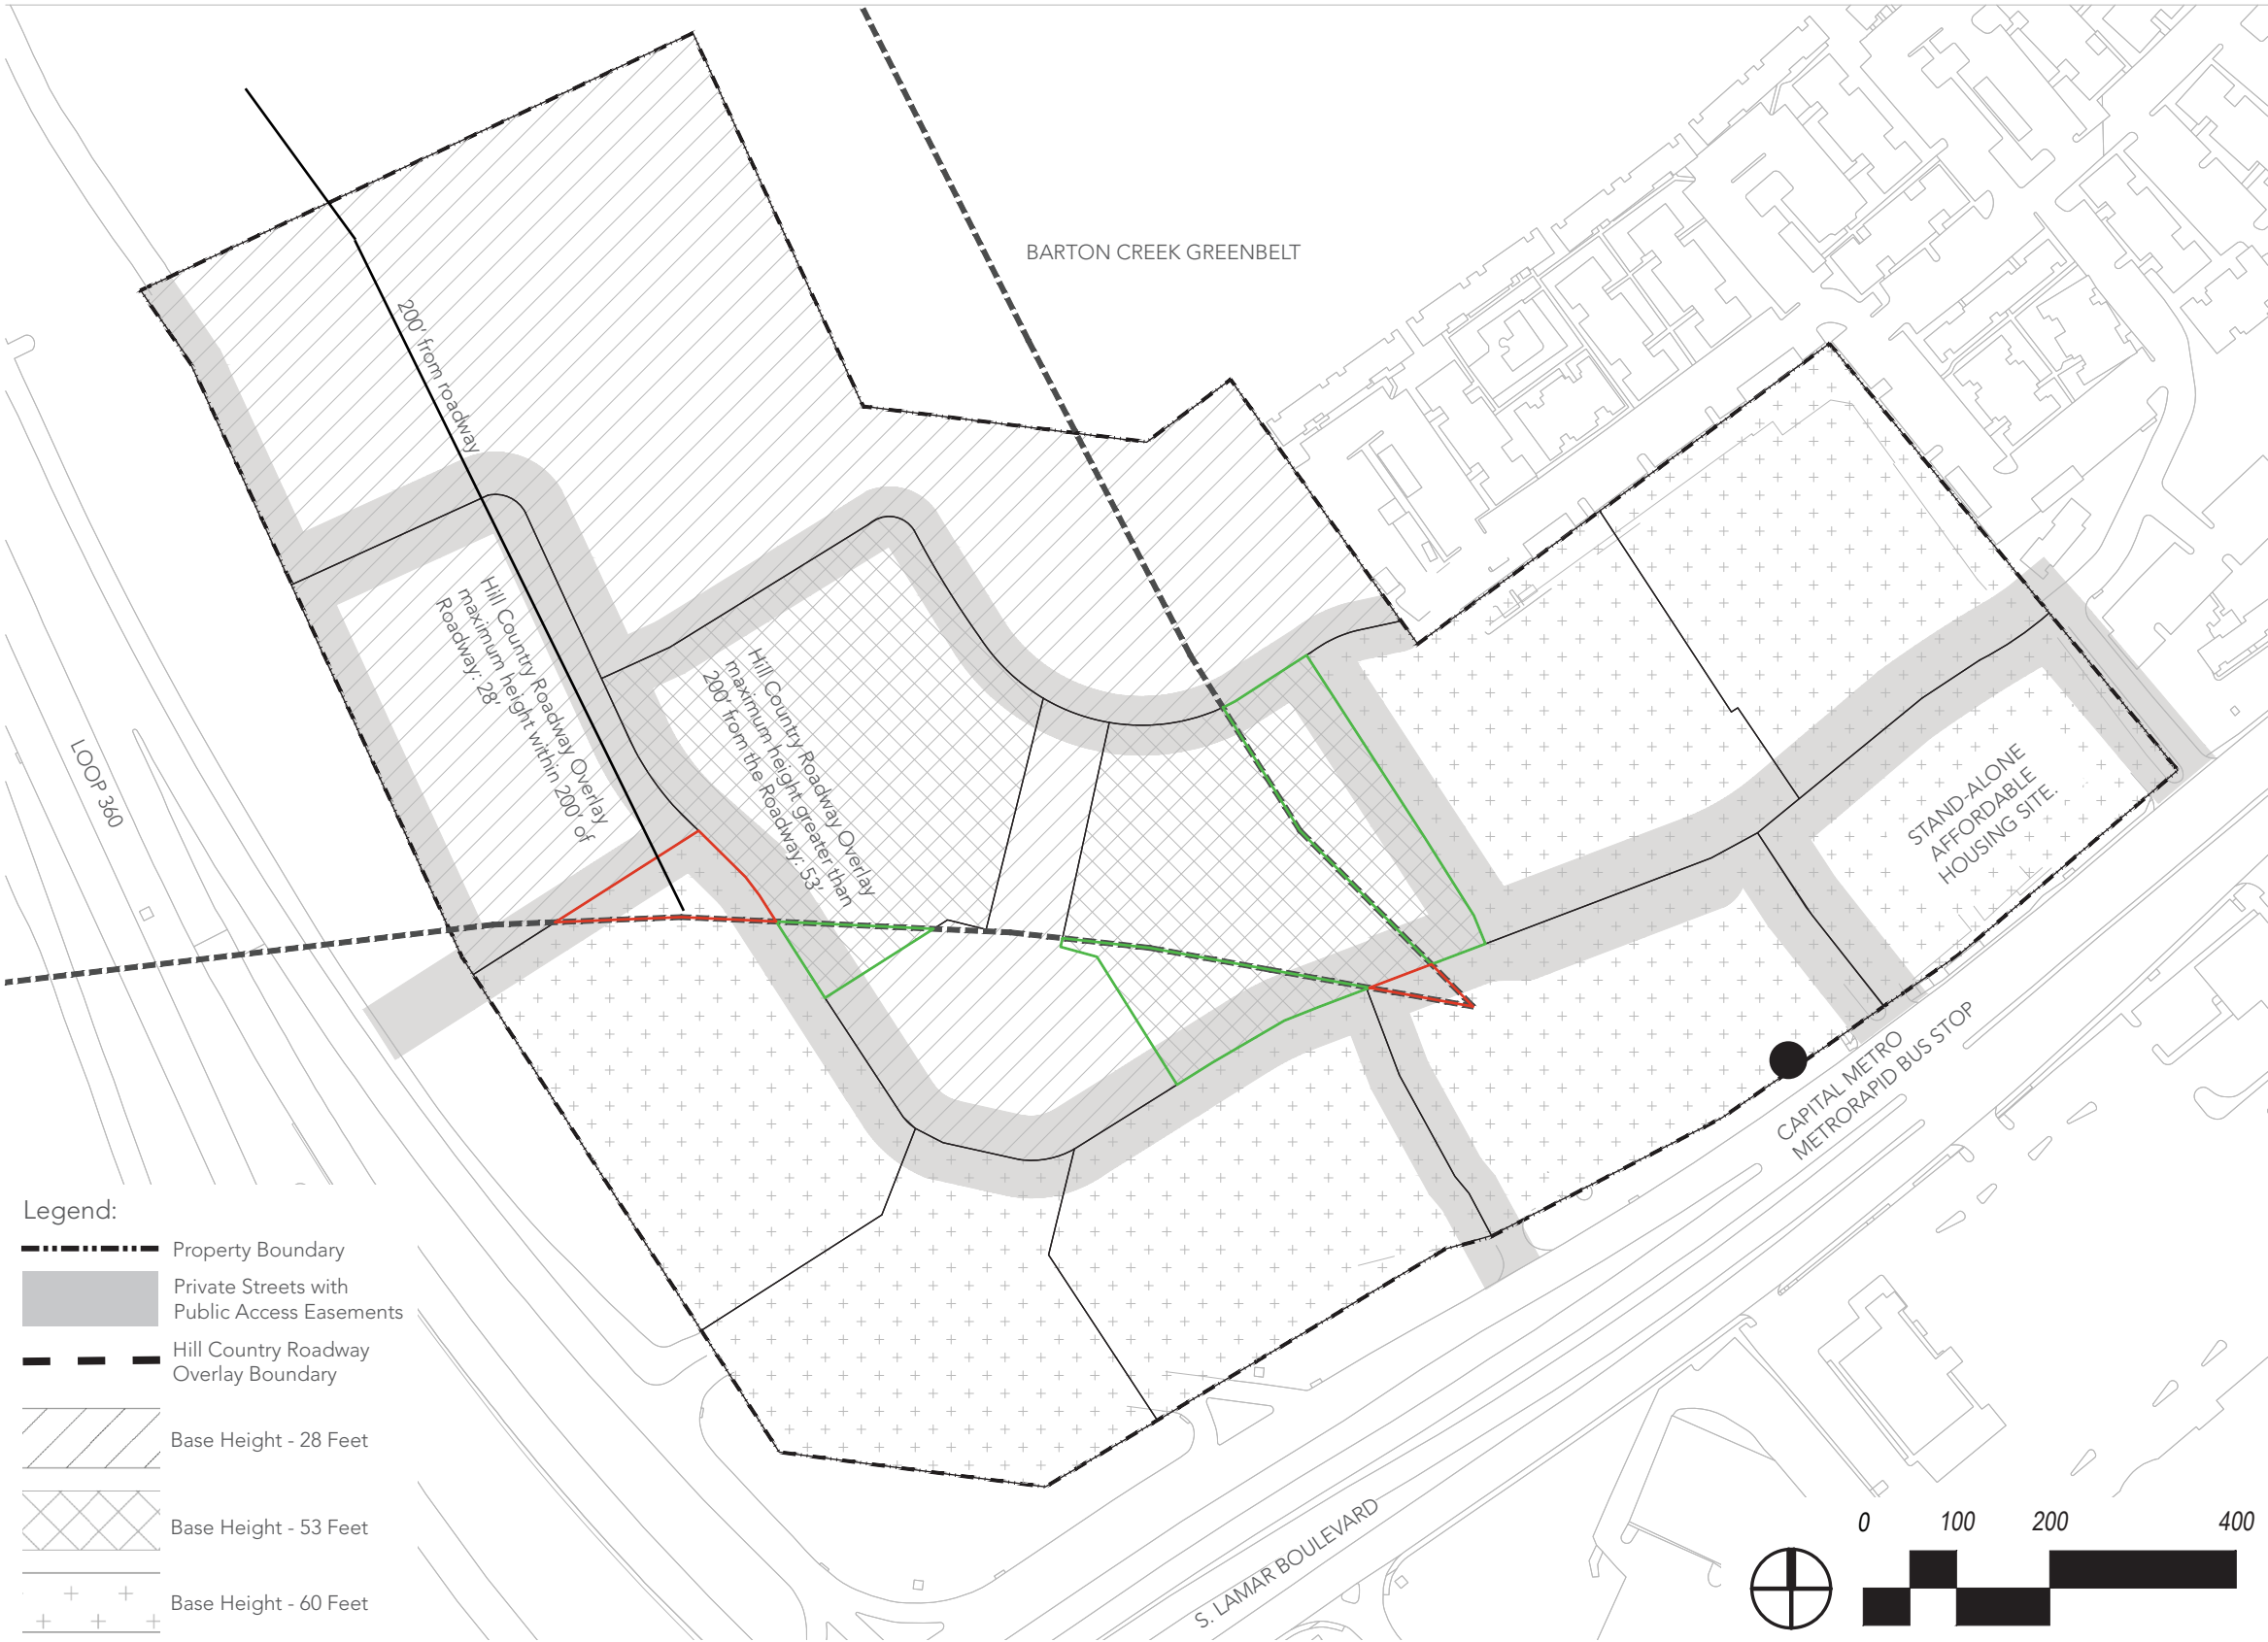 BARTON CREEK GREENBELT
200' from roadway
Hill Country Roadway Overlay
maximum height within 200' of
Roadway: 28'
Hill Country Roadway Overlay
maximum height greater than
200' from the Roadway: 53'
LOOP 360
STAND-ALONE
AFFORDABLE
HOUSING SITE.
CAPITAL METRO
METRORAPID BUS STOP
S. LAMAR BOULEVARD
Legend:
Property Boundary
Private Streets with
Public Access Easements
Hill Country Roadway
Overlay Boundary
Base Height - 28 Feet
Base Height - 53 Feet
Base Height - 60 Feet
0 100 200 400